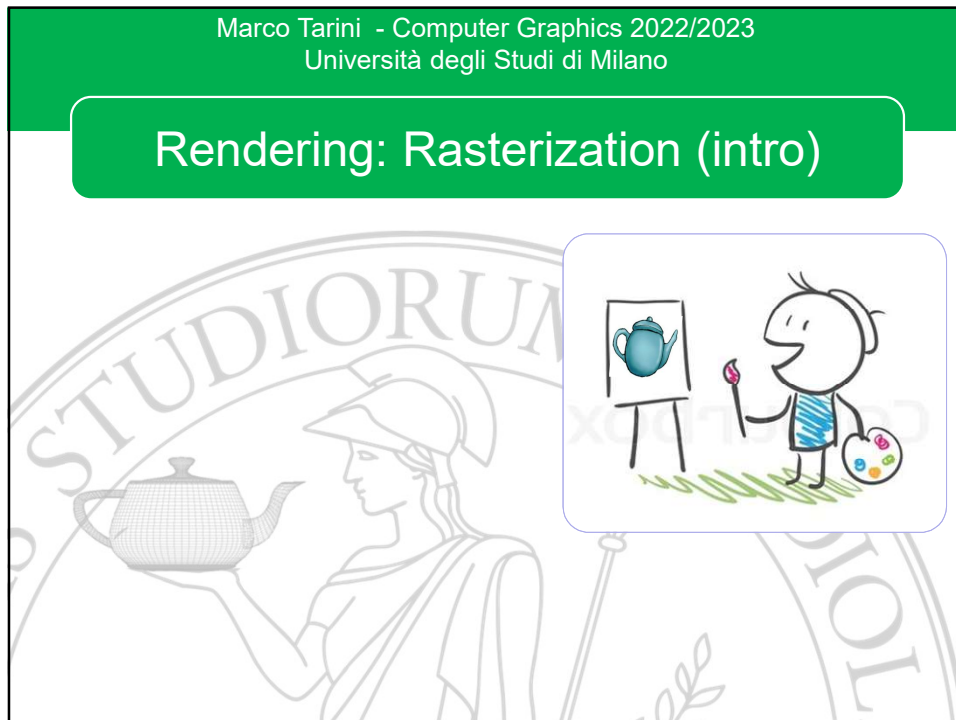 Marco Tarini - Computer Graphics 2022/2023
Università degli Studi di Milano
Rendering: Rasterization (intro)
STUDIORUM